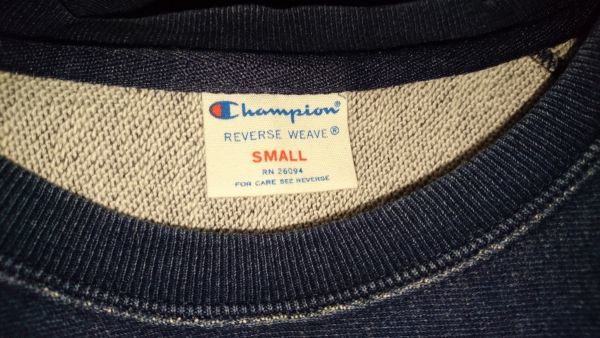 Champion®
REVERSE WEAVE®
SMALL
RN 26094
FOR CARE SEE REVERSE